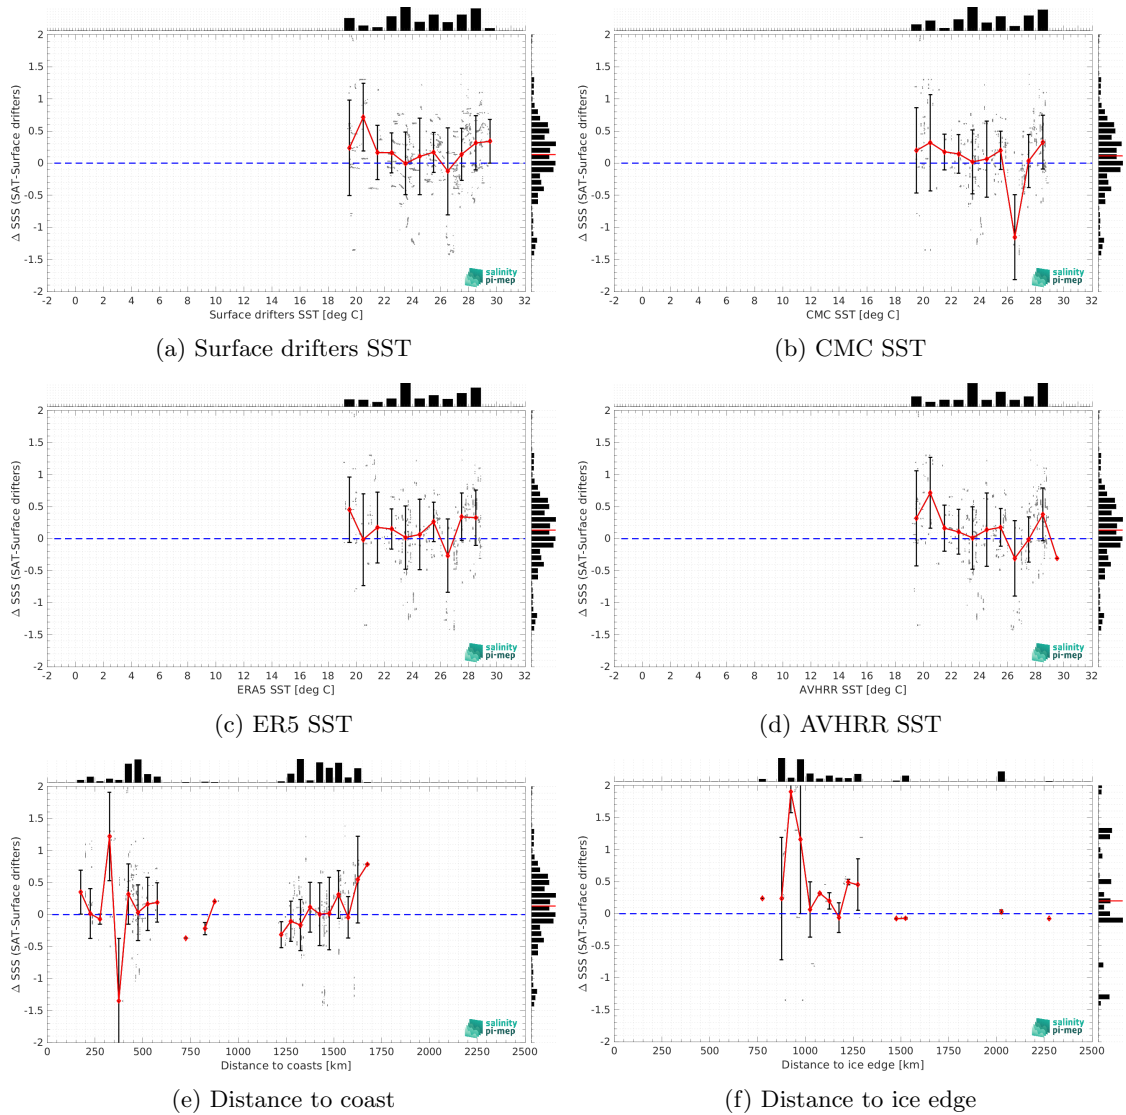 2
1.5
1
0.5
0
-0.5
-1
-1.5
-2
Δ SSS (SAT-Surface drifters)
-2 0 2 4 6 8 10 12 14 16 18 20 22 24 26 28 30 32
Surface drifters SST [deg C]
salinity
pi-mep
(a) Surface drifters SST
2
1.5
1
0.5
0
-0.5
-1
-1.5
-2
Δ SSS (SAT-Surface drifters)
-2 0 2 4 6 8 10 12 14 16 18 20 22 24 26 28 30 32
CMC SST [deg C]
salinity
pi-mep
(b) CMC SST
2
1.5
1
0.5
0
-0.5
-1
-1.5
-2
Δ SSS (SAT-Surface drifters)
-2 0 2 4 6 8 10 12 14 16 18 20 22 24 26 28 30 32
ERA5 SST [deg C]
salinity
pi-mep
(c) ER5 SST
2
1.5
1
0.5
0
-0.5
-1
-1.5
-2
Δ SSS (SAT-Surface drifters)
-2 0 2 4 6 8 10 12 14 16 18 20 22 24 26 28 30 32
AVHRR SST [deg C]
salinity
pi-mep
(d) AVHRR SST
2
1.5
1
0.5
0
-0.5
-1
-1.5
-2
Δ SSS (SAT-Surface drifters)
0 250 500 750 1000 1250 1500 1750 2000 2250 2500
Distance to coasts [km]
salinity
pi-mep
(e) Distance to coast
2
1.5
1
0.5
0
-0.5
-1
-1.5
-2
Δ SSS (SAT-Surface drifters)
0 250 500 750 1000 1250 1500 1750 2000 2250 2500
Distance to ice edge [km]
salinity
pi-mep
(f) Distance to ice edge